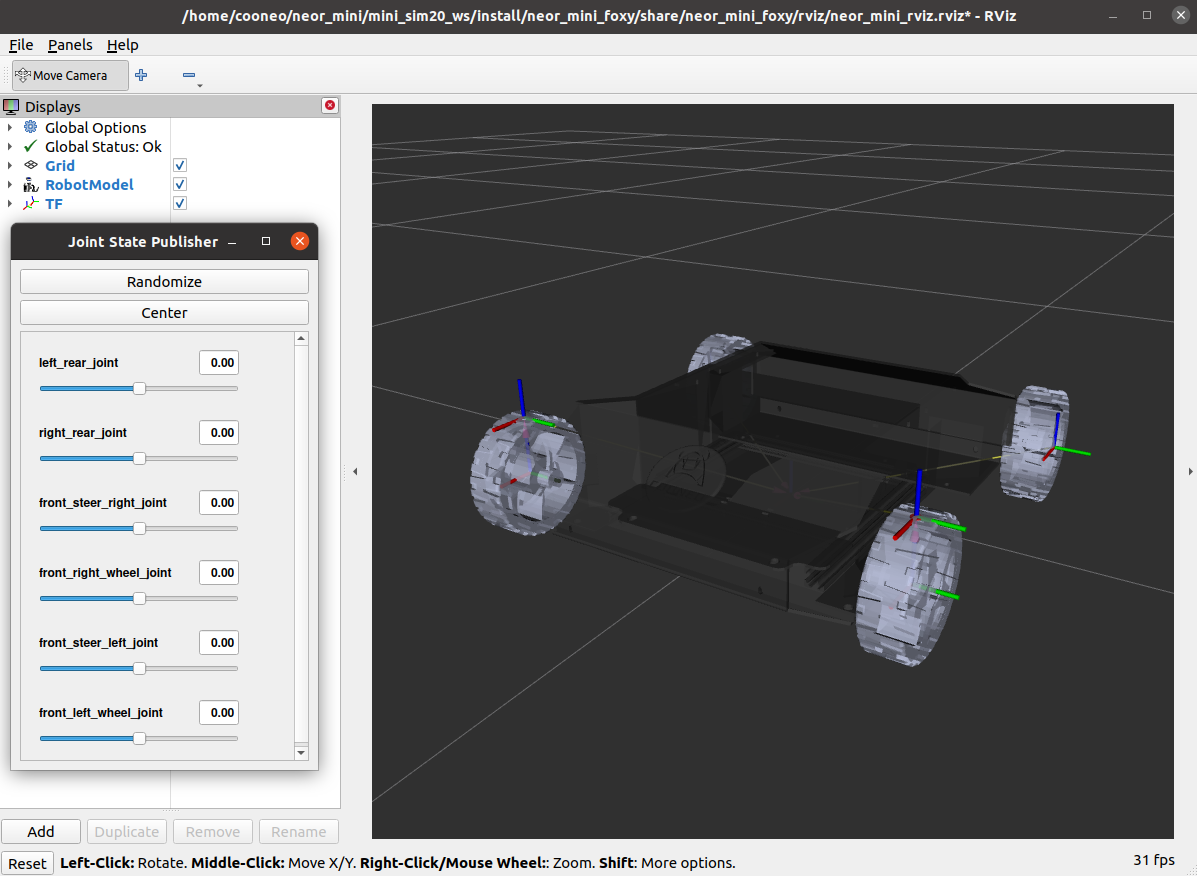 /home/cooneo/neor_mini/mini_sim20_ws/install/neor_mini_foxy/share/neor_mini_foxy/rviz/neor_mini_rviz.rviz* - RViz
File Panels Help
Move Camera
Displays
Global Options
Global Status: Ok
Grid
RobotModel
TF
Joint State Publisher
Randomize
Center
left_rear_joint 0.00
right_rear_joint 0.00
front_steer_right_joint 0.00
front_right_wheel_joint 0.00
front_steer_left_joint 0.00
front_left_wheel_joint 0.00
Add Duplicate Remove Rename
Reset Left-Click: Rotate. Middle-Click: Move X/Y. Right-Click/Mouse Wheel:: Zoom. Shift: More options. 31 fps